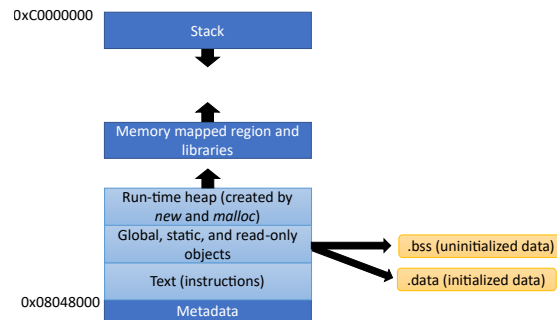 0xC0000000
Stack
Memory mapped region and
libraries
Run-time heap (created by
new and malloc)
Global, static, and read-only
objects
.bss (uninitialized data)
.data (initialized data)
Text (instructions)
0x08048000
Metadata